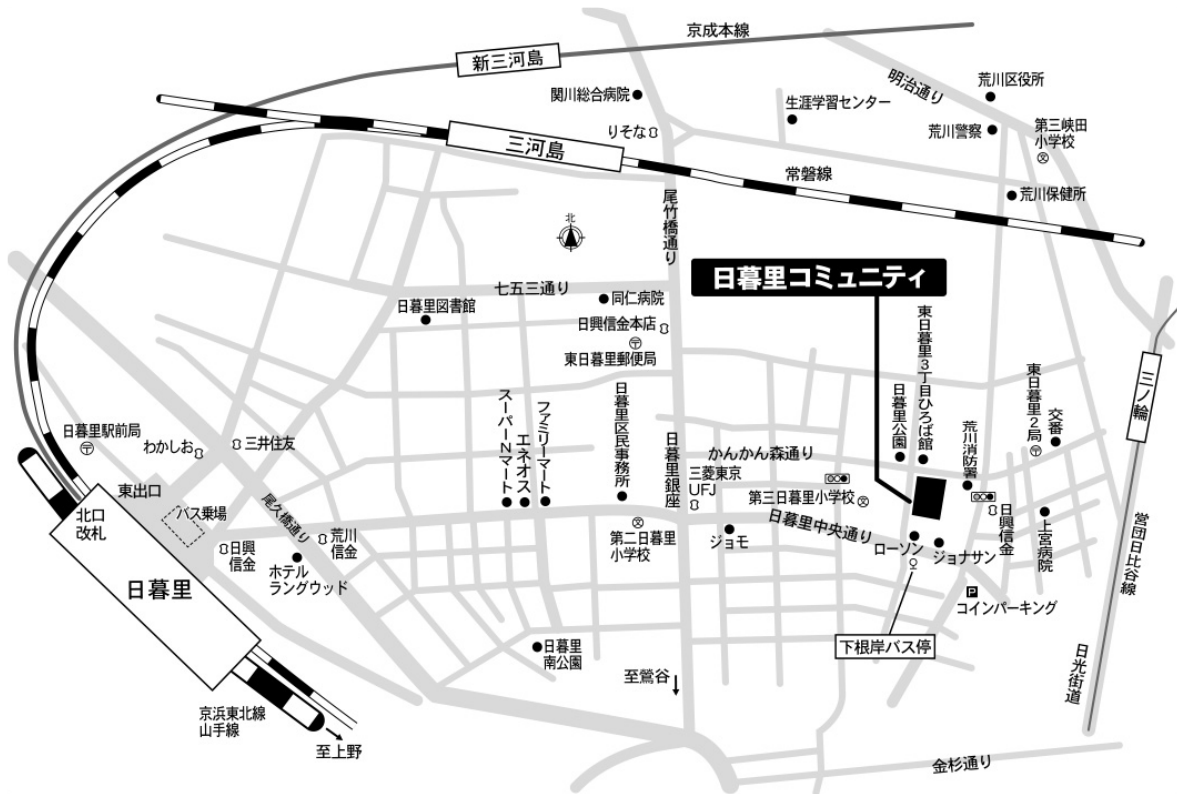 京成本線
新三河島
関川総合病院
りそな
三河島
生涯学習センター
明治通り
荒川区役所
荒川警察
第三峡田
小学校
荒川保健所
常磐線
尾竹橋通り
北
日暮里コミュニティ
七五三通り
同仁病院
日暮里図書館
日興信金本店
東日暮里郵便局
三ノ輪
東日暮里3丁目ひろば館
日暮里公園
東日暮里2局
交番
荒川消防署
日暮里区民事務所
ファミリーマート
エネオス
スーパーNマート
日暮里銀座
かんかん森通り
三菱東京
UFJ
第三日暮里小学校
日暮里駅前局
わかしお
三井住友
東出口
バス乗場
尾久橋通り
北口
改札
日暮里
日興
信金
荒川
信金
ホテル
ラングウッド
第二日暮里
小学校
ジョモ
日暮里中央通り
ローソン
ジョナサン
日興信金
上宮病院
営団日比谷線
P
コインパーキング
下根岸バス停
日暮里
南公園
至鶯谷
日光街道
京浜東北線
山手線
至上野
金杉通り